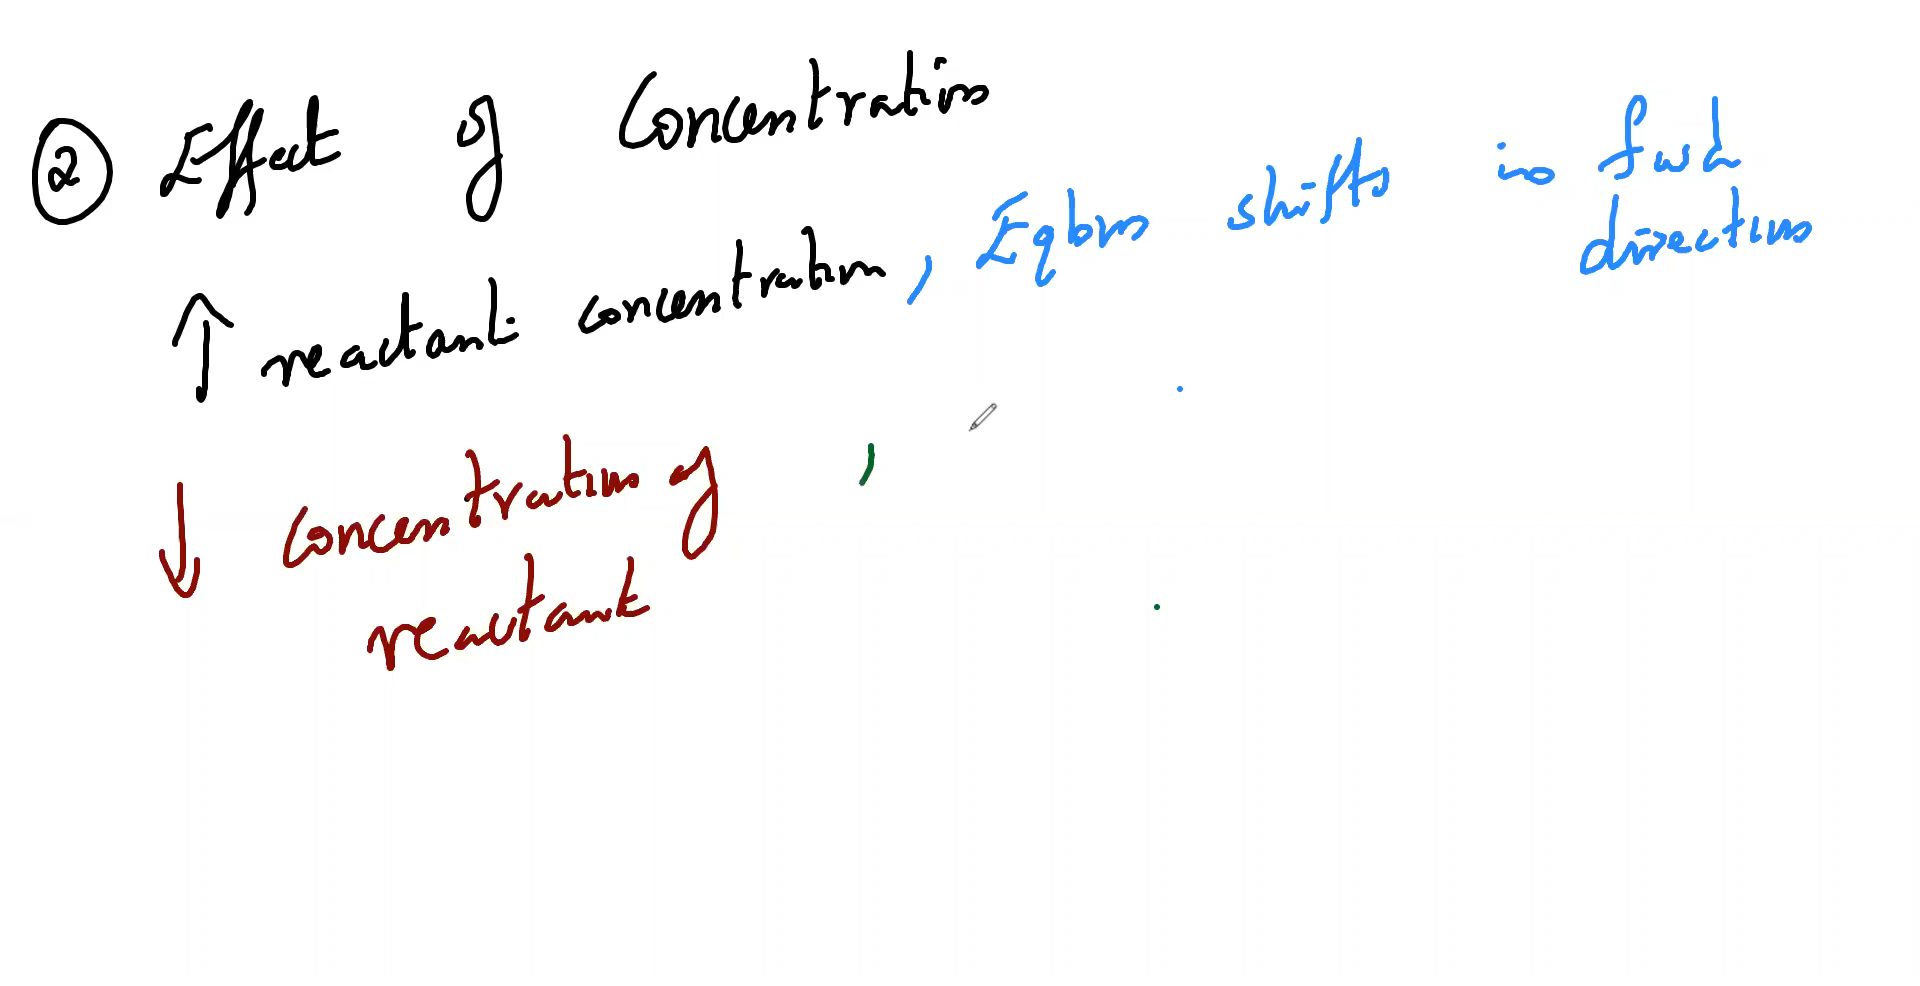 ② Effect of Concentration
↑ reactant concentration, Eqbm shifts in fwd
direction
↓ concentration of ,
reactant